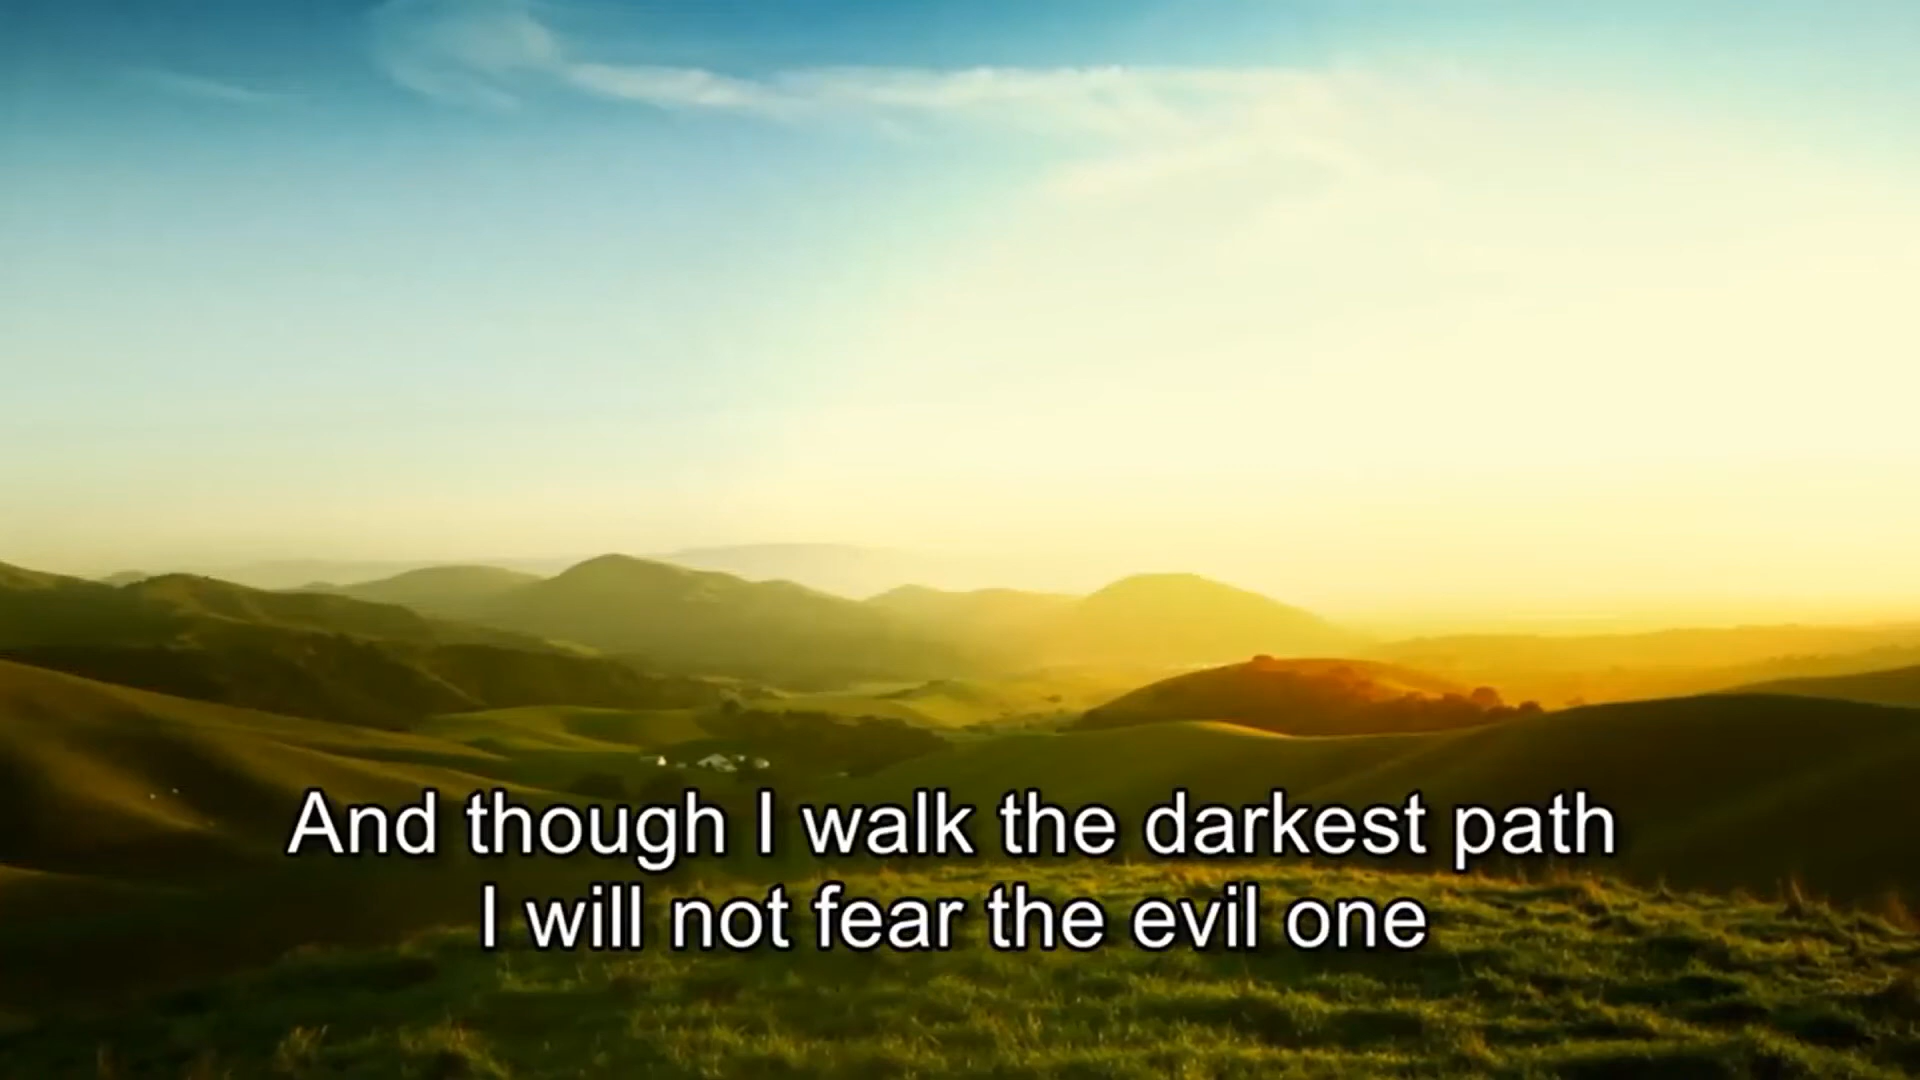 And though I walk the darkest path
I will not fear the evil one